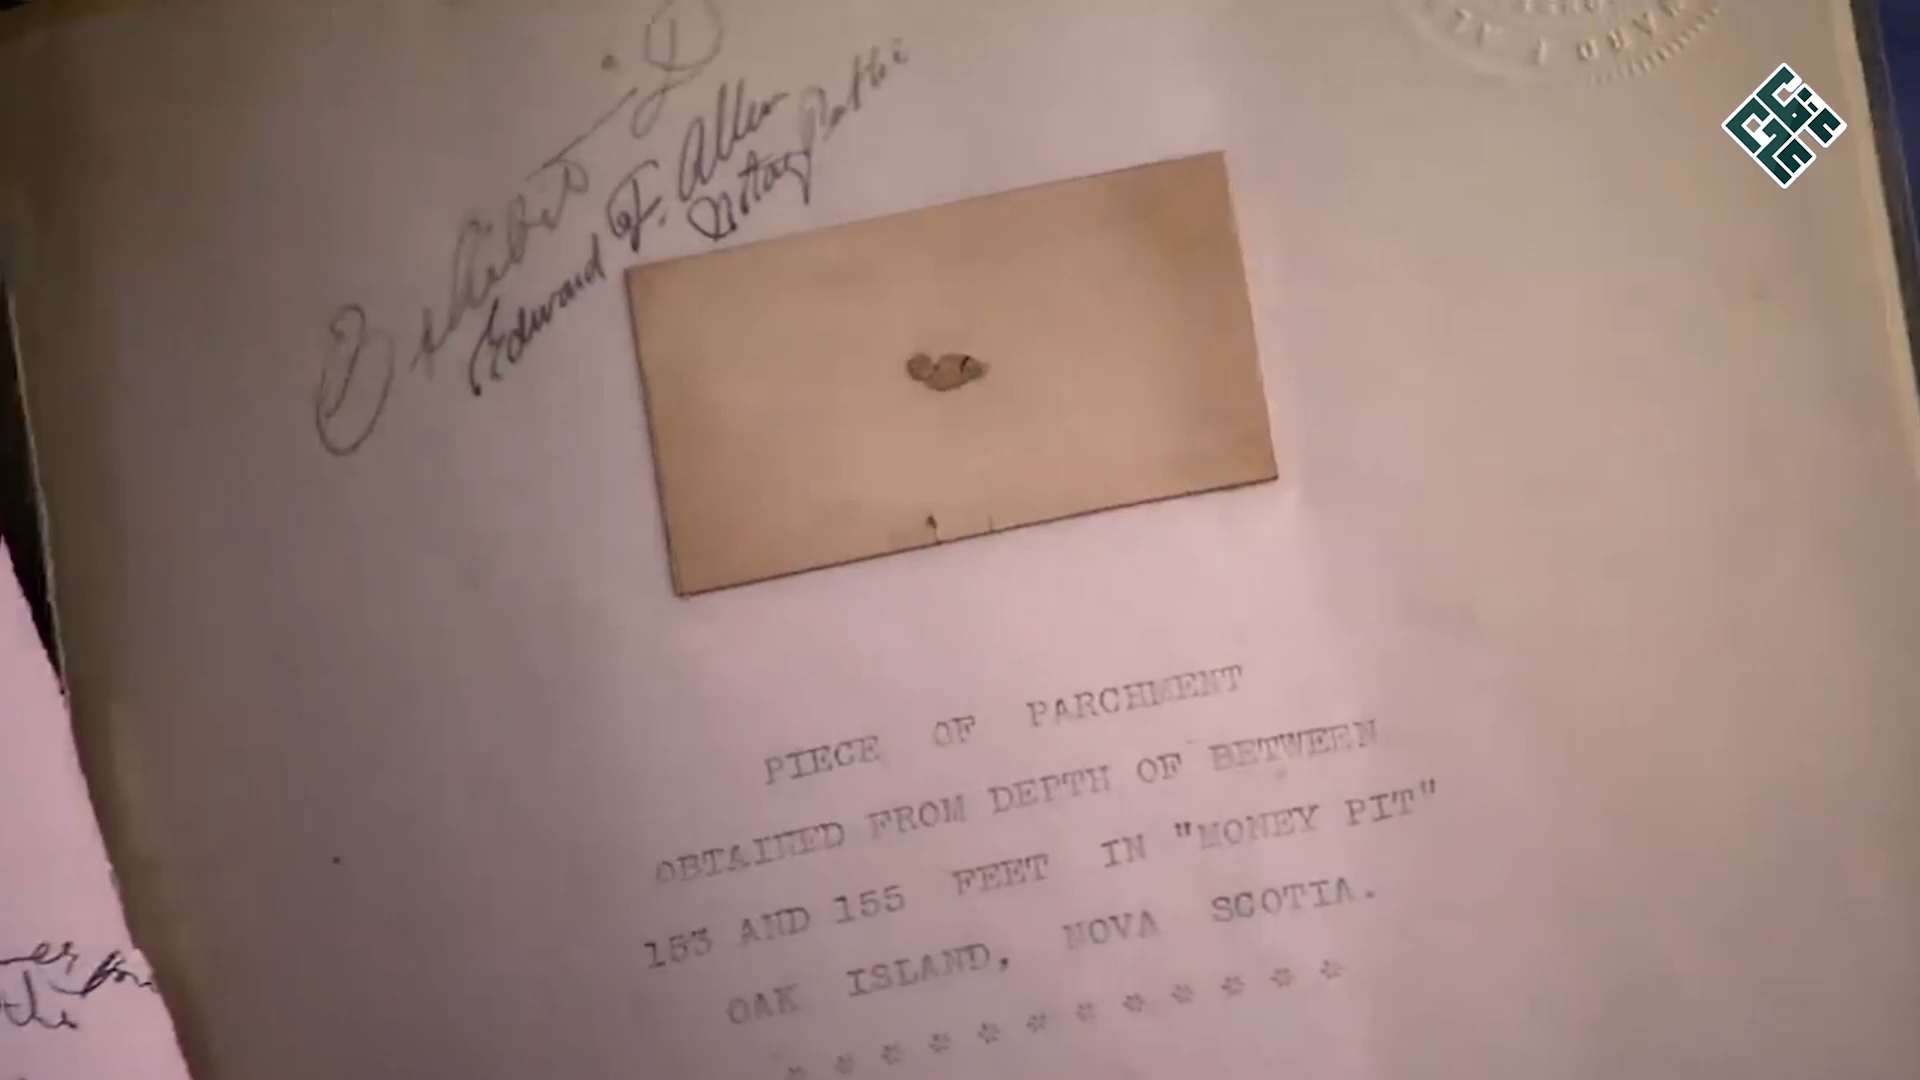 Exhibit
Edward F. Allen
Notary Public
PIECE OF PARCHMENT
OBTAINED FROM DEPTH OF BETWEEN
153 AND 155 FEET IN "MONEY PIT"
OAK ISLAND, NOVA SCOTIA.
* * * * * * * * * * * *
the